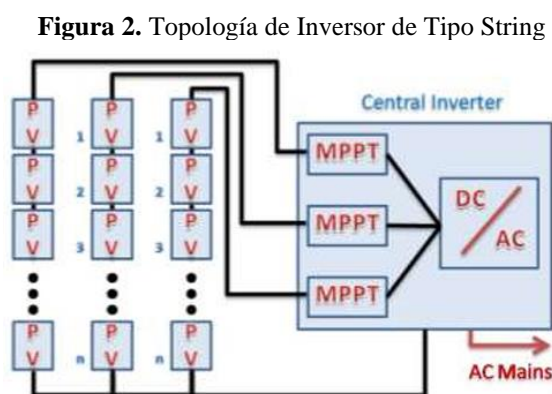 Figura 2. Topología de Inversor de Tipo String
Central Inverter
P V
P V
P V
1
1
MPPT
P V
P V
P V
2
2
MPPT
DC
AC
P V
P V
P V
3
3
MPPT
P V
P V
P V
n
n
AC Mains